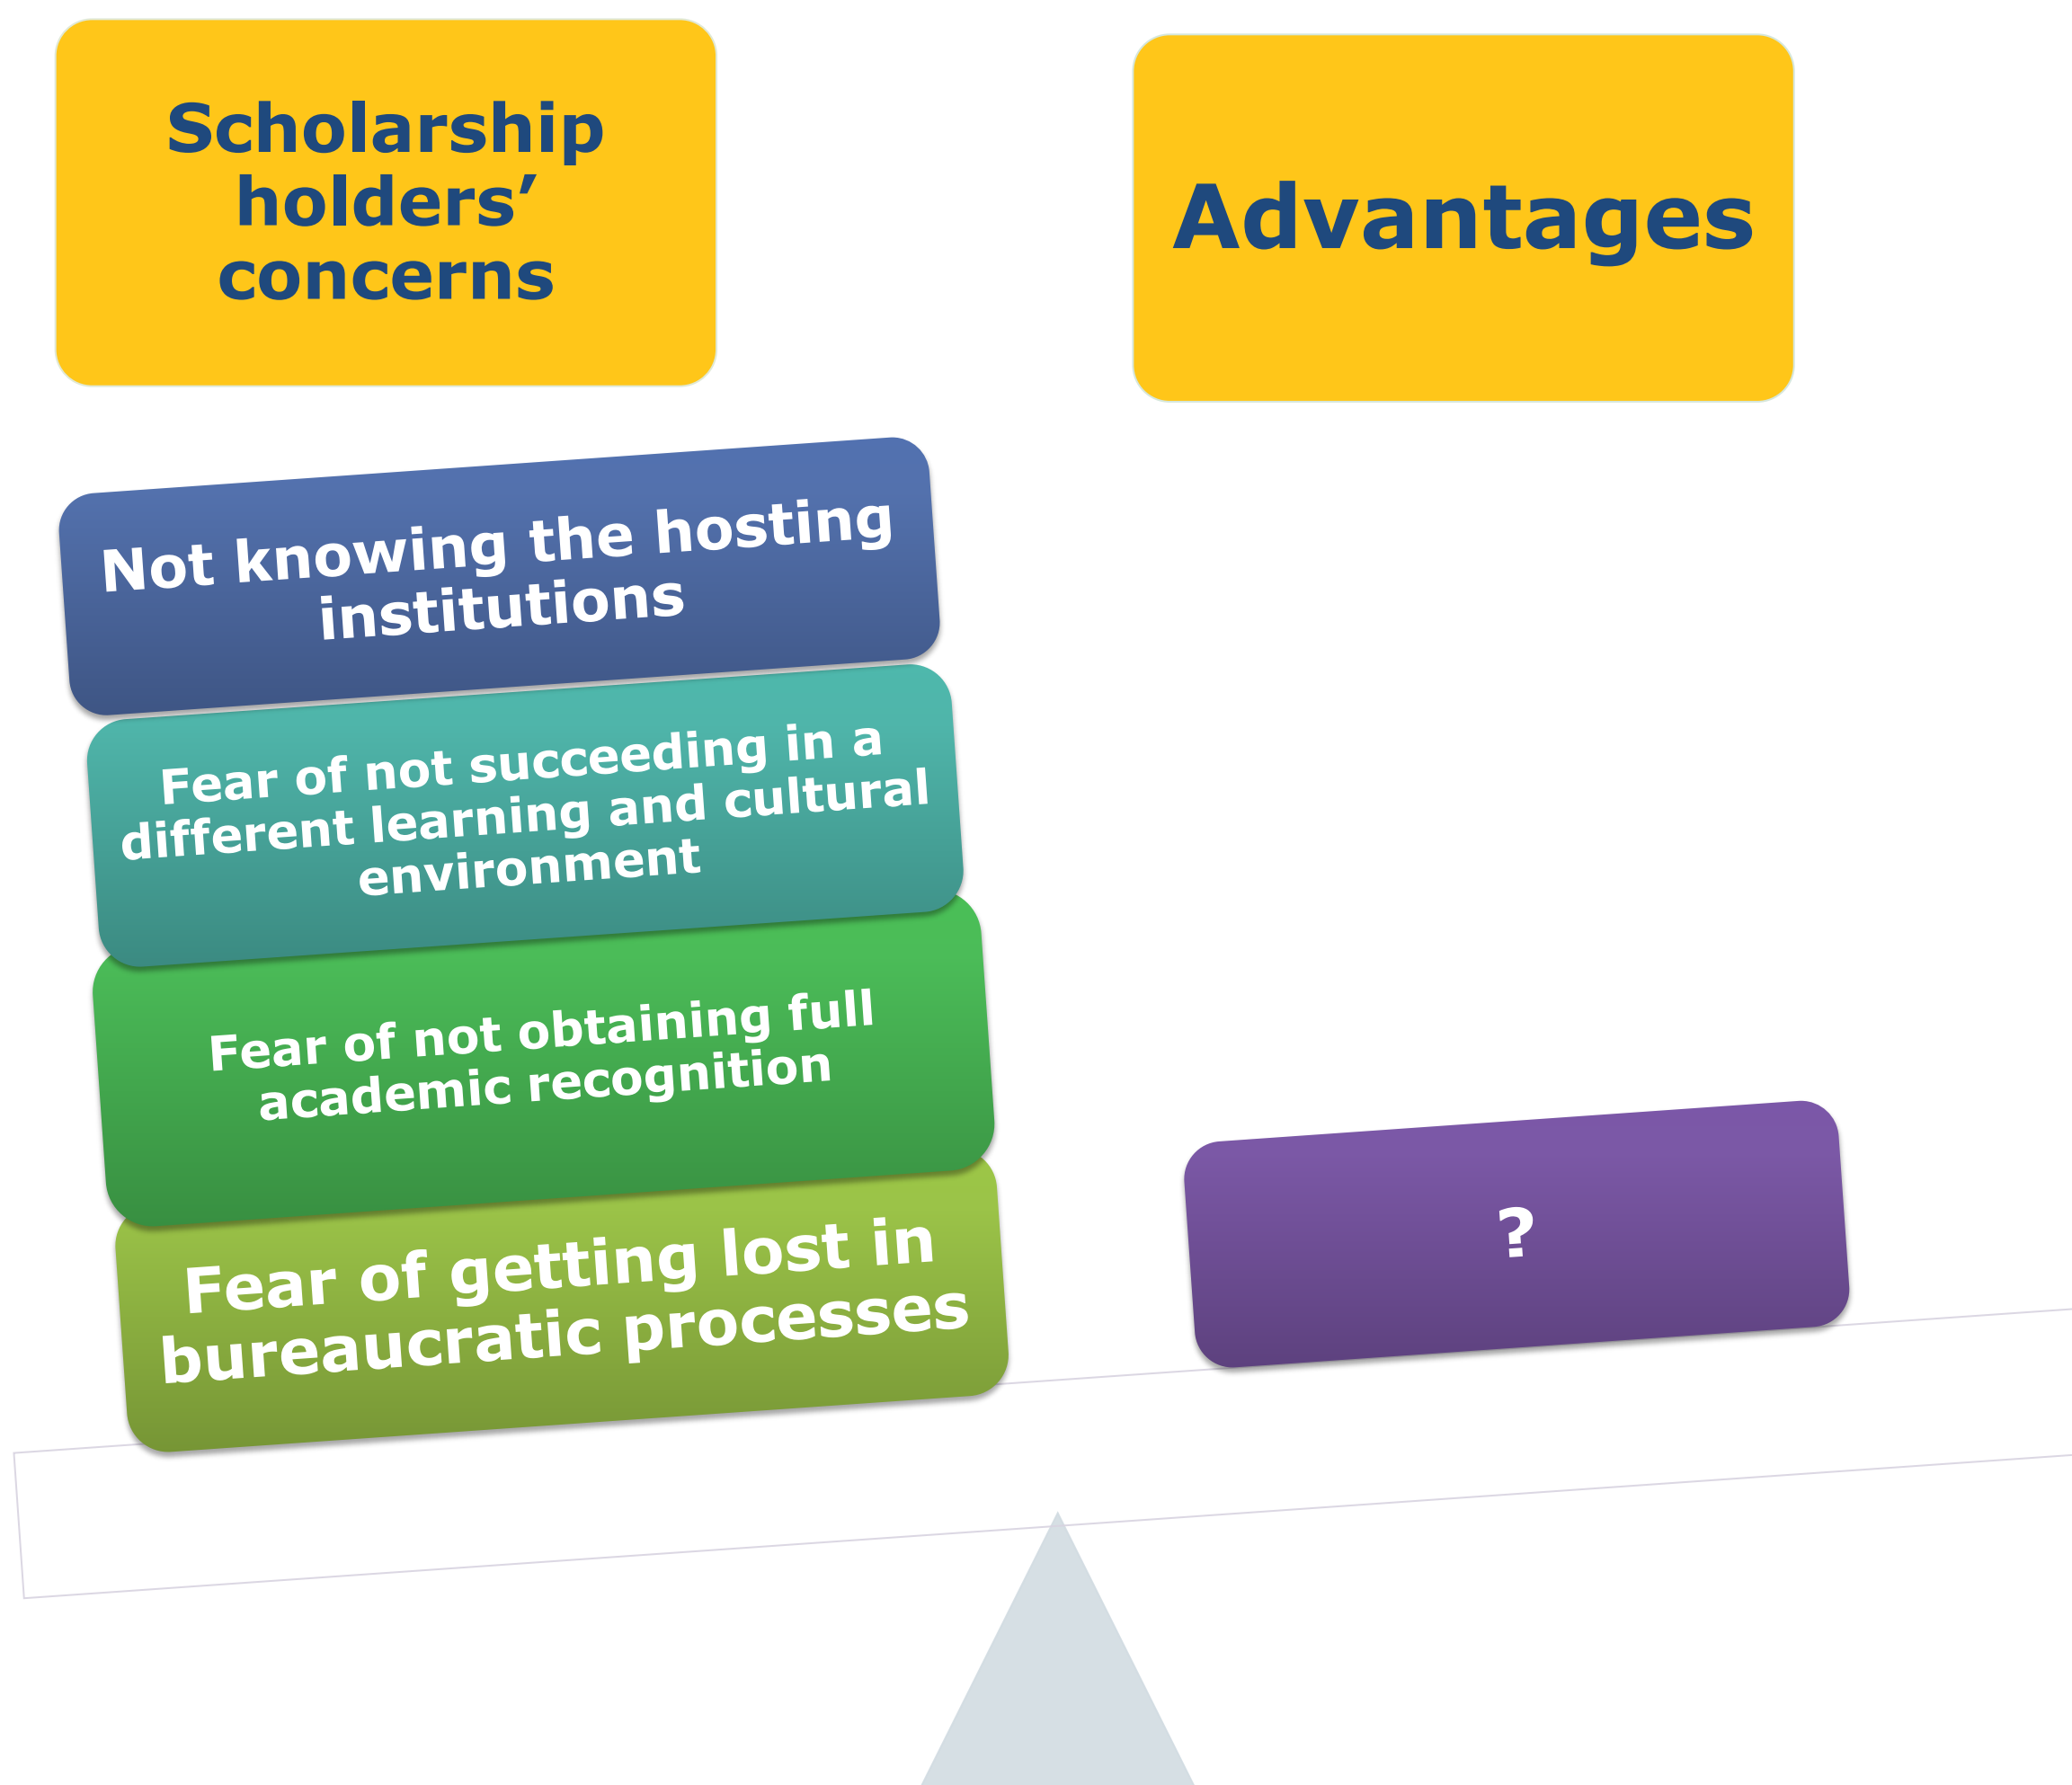 Scholarship
holders’
concerns
Advantages
Not knowing the hosting
institutions
Fear of not succeeding in a
different learning and cultural
environment
Fear of not obtaining full
academic recognition
Fear of getting lost in
bureaucratic processes
?